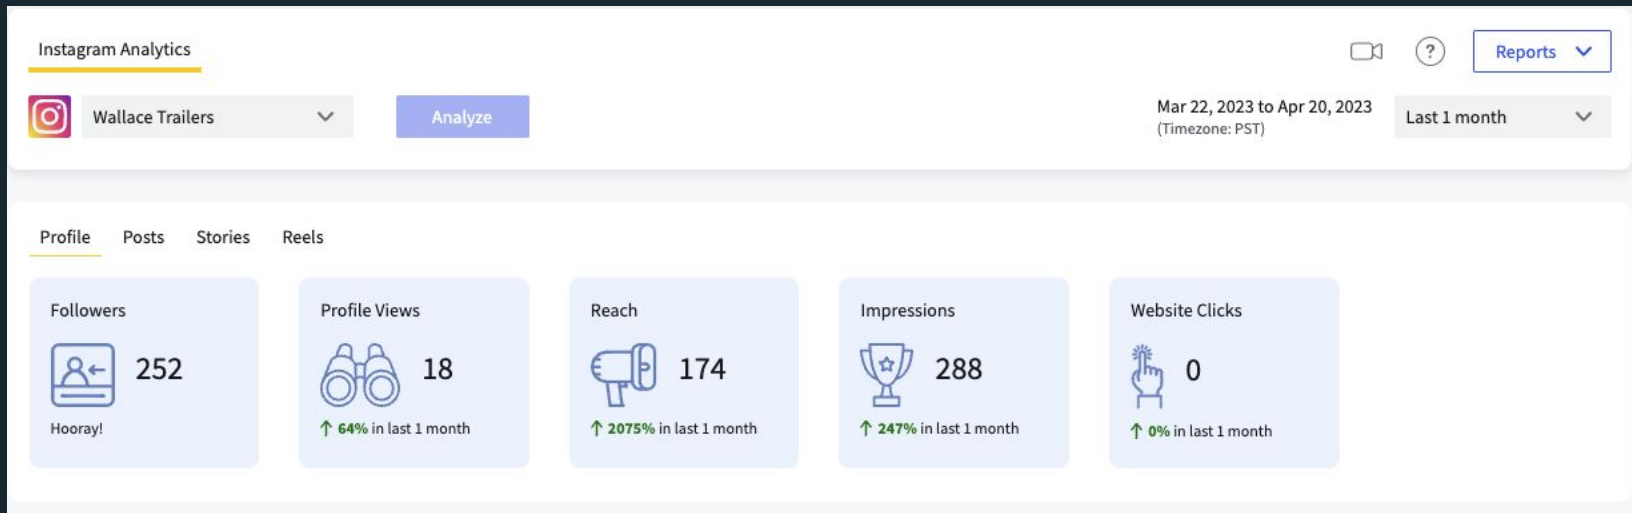 Instagram Analytics
?
Reports
Wallace Trailers
Analyze
Mar 22, 2023 to Apr 20, 2023
(Timezone: PST)
Last 1 month
Profile Posts Stories Reels
Followers
252
Hooray!
Profile Views
18
↑ 64% in last 1 month
Reach
174
↑ 2075% in last 1 month
Impressions
288
↑ 247% in last 1 month
Website Clicks
0
↑ 0% in last 1 month